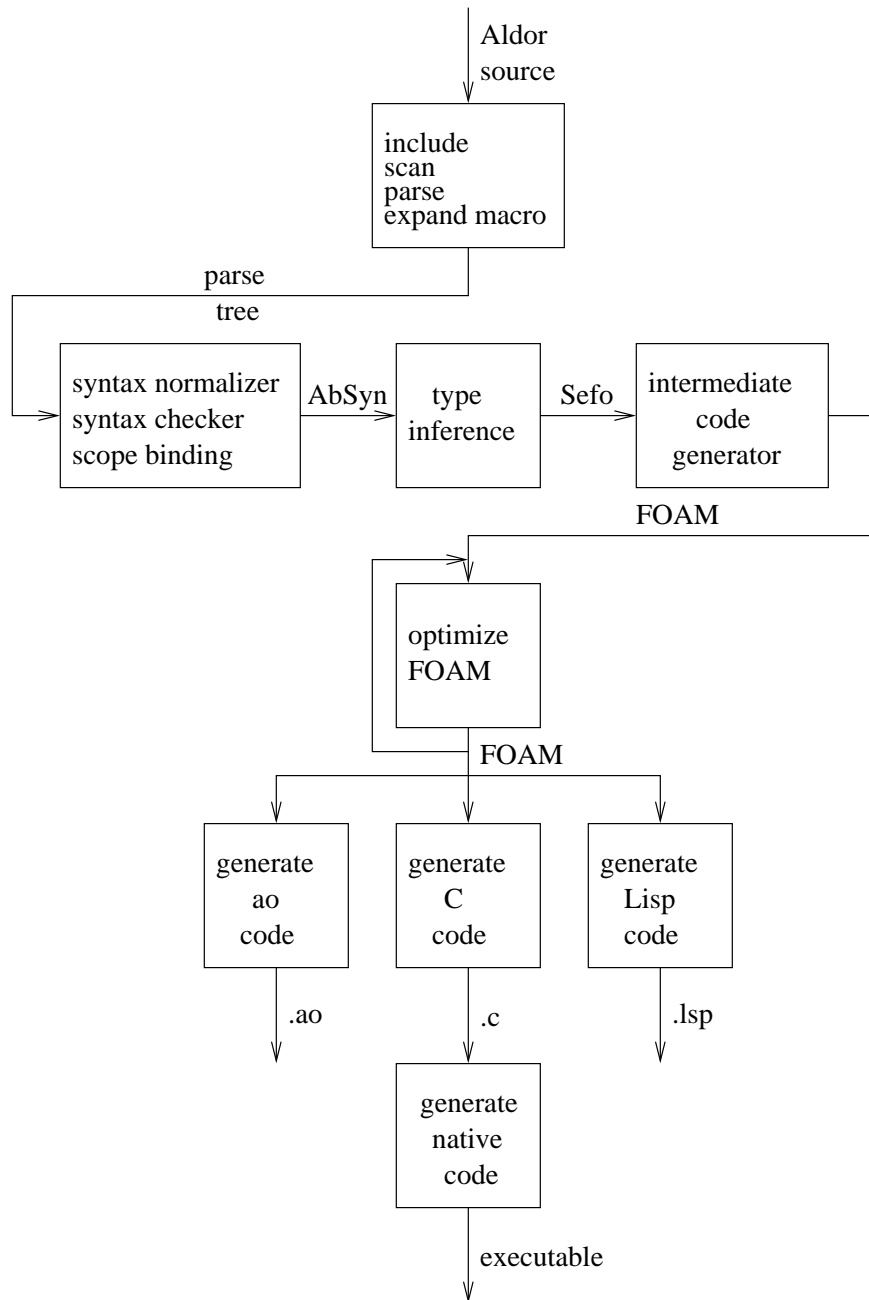 Aldor
source
include
scan
parse
expand macro
parse
tree
syntax normalizer
syntax checker
scope binding
AbSyn
type
inference
Sefo
intermediate
code
generator
FOAM
optimize
FOAM
FOAM
generate
ao
code
generate
C
code
generate
Lisp
code
.ao
.c
.lsp
generate
native
code
executable